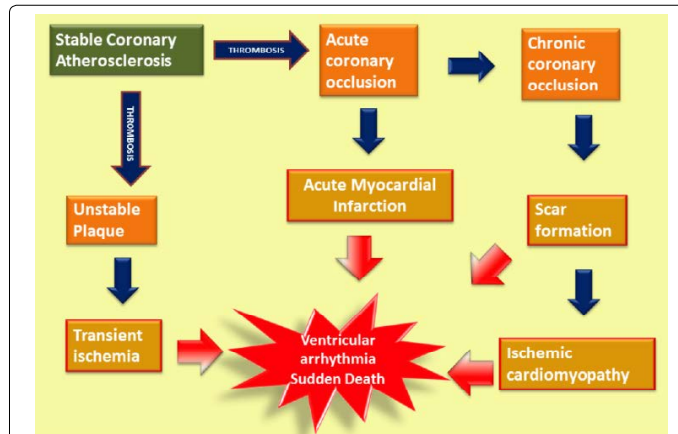 Stable Coronary
Atherosclerosis
THROMBOSIS
Acute
coronary
occlusion
Chronic
coronary
occlusion
THROMBOSIS
Acute Myocardial
Infarction
Unstable
Plaque
Scar
formation
Transient
ischemia
Ventricular
arrhythmia
Sudden Death
Ischemic
cardiomyopathy